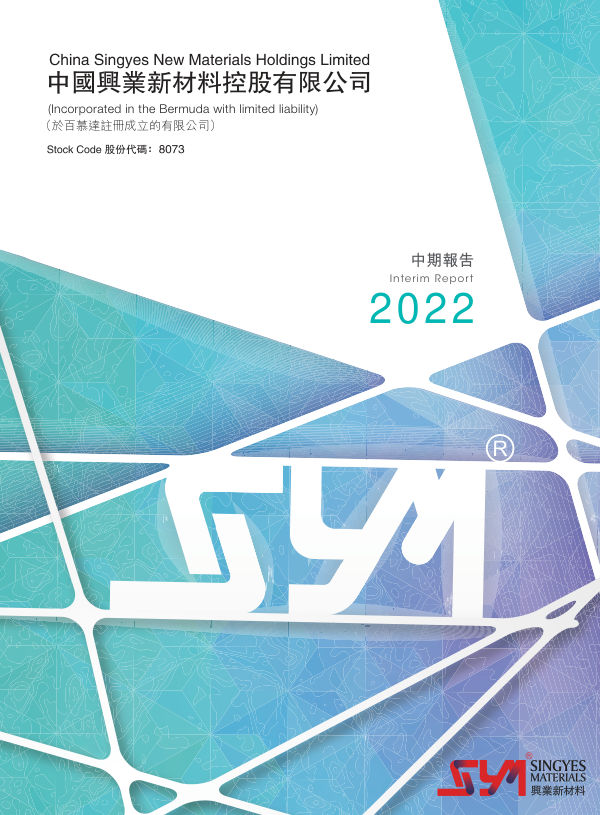 China Singyes New Materials Holdings Limited
中國興業新材料控股有限公司
(Incorporated in the Bermuda with limited liability)
（於百慕達註冊成立的有限公司）
Stock Code 股份代碼：8073
中期報告
Interim Report
2022
SYM®
SYM®
SINGYES
MATERIALS
興業新材料